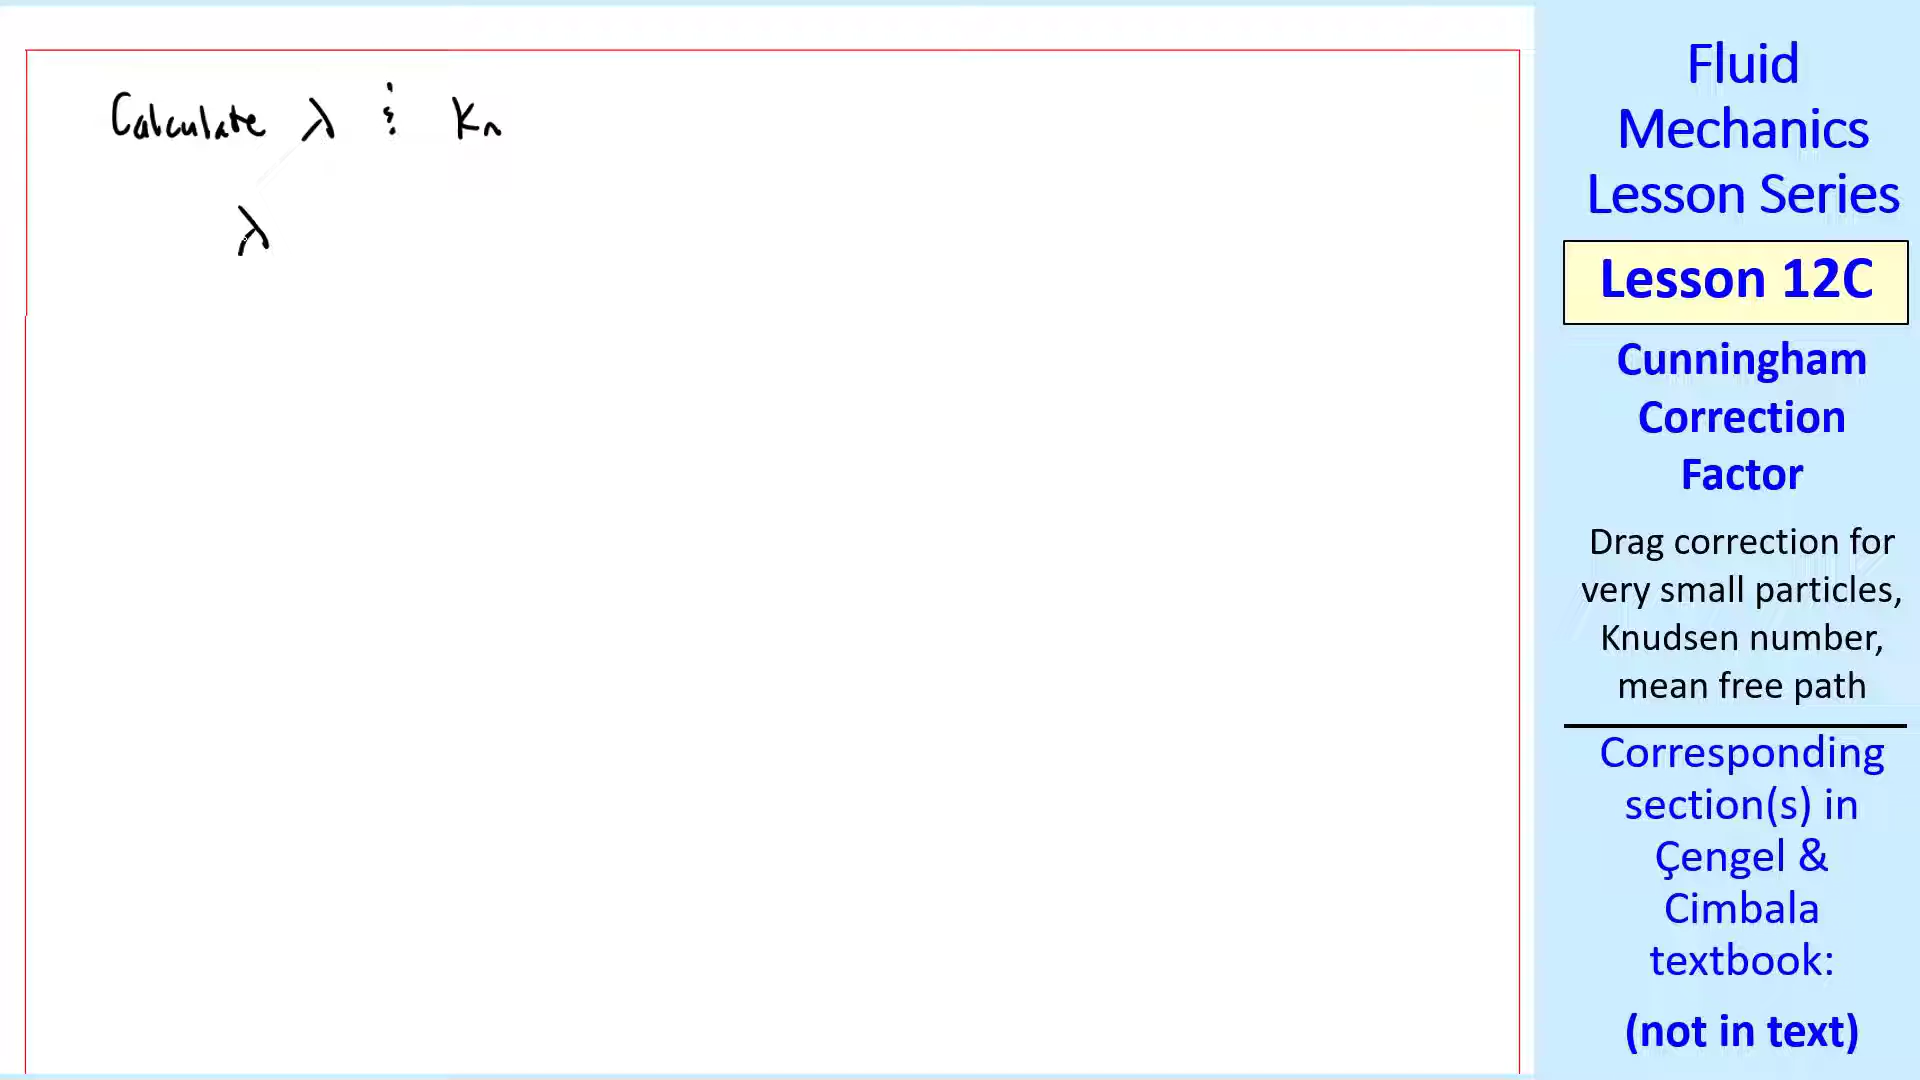 Calculate λ & Kn
λ
Fluid
Mechanics
Lesson Series
Lesson 12C
Cunningham
Correction
Factor
Drag correction for
very small particles,
Knudsen number,
mean free path
Corresponding
section(s) in
Çengel &
Cimbala
textbook:
(not in text)